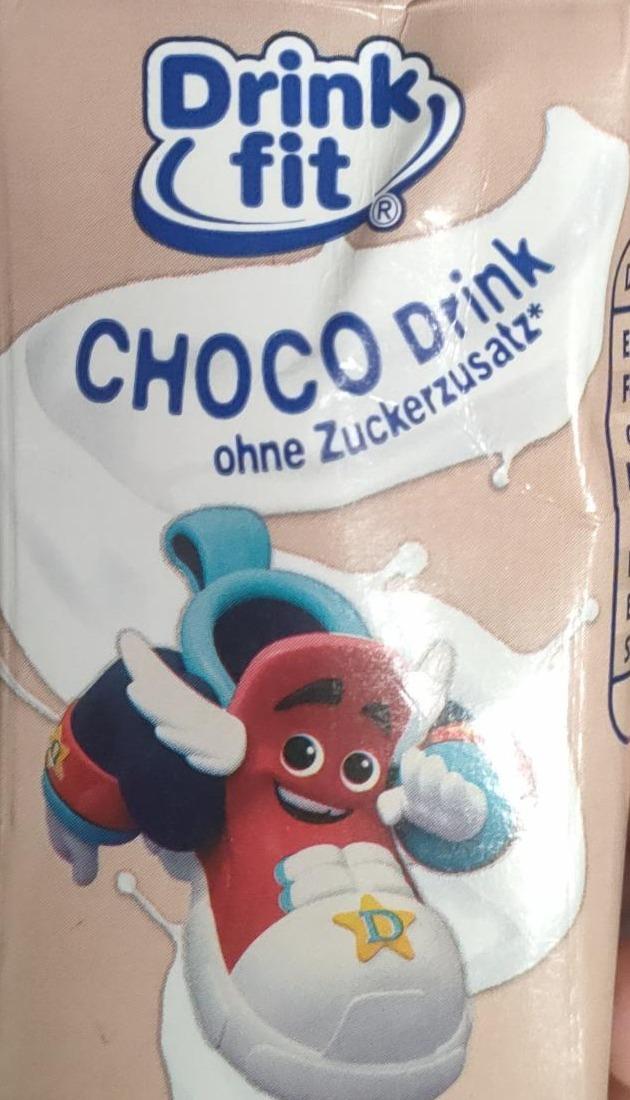 Drink
fit®
CHOCO Drink
ohne Zuckerzusatz*
D